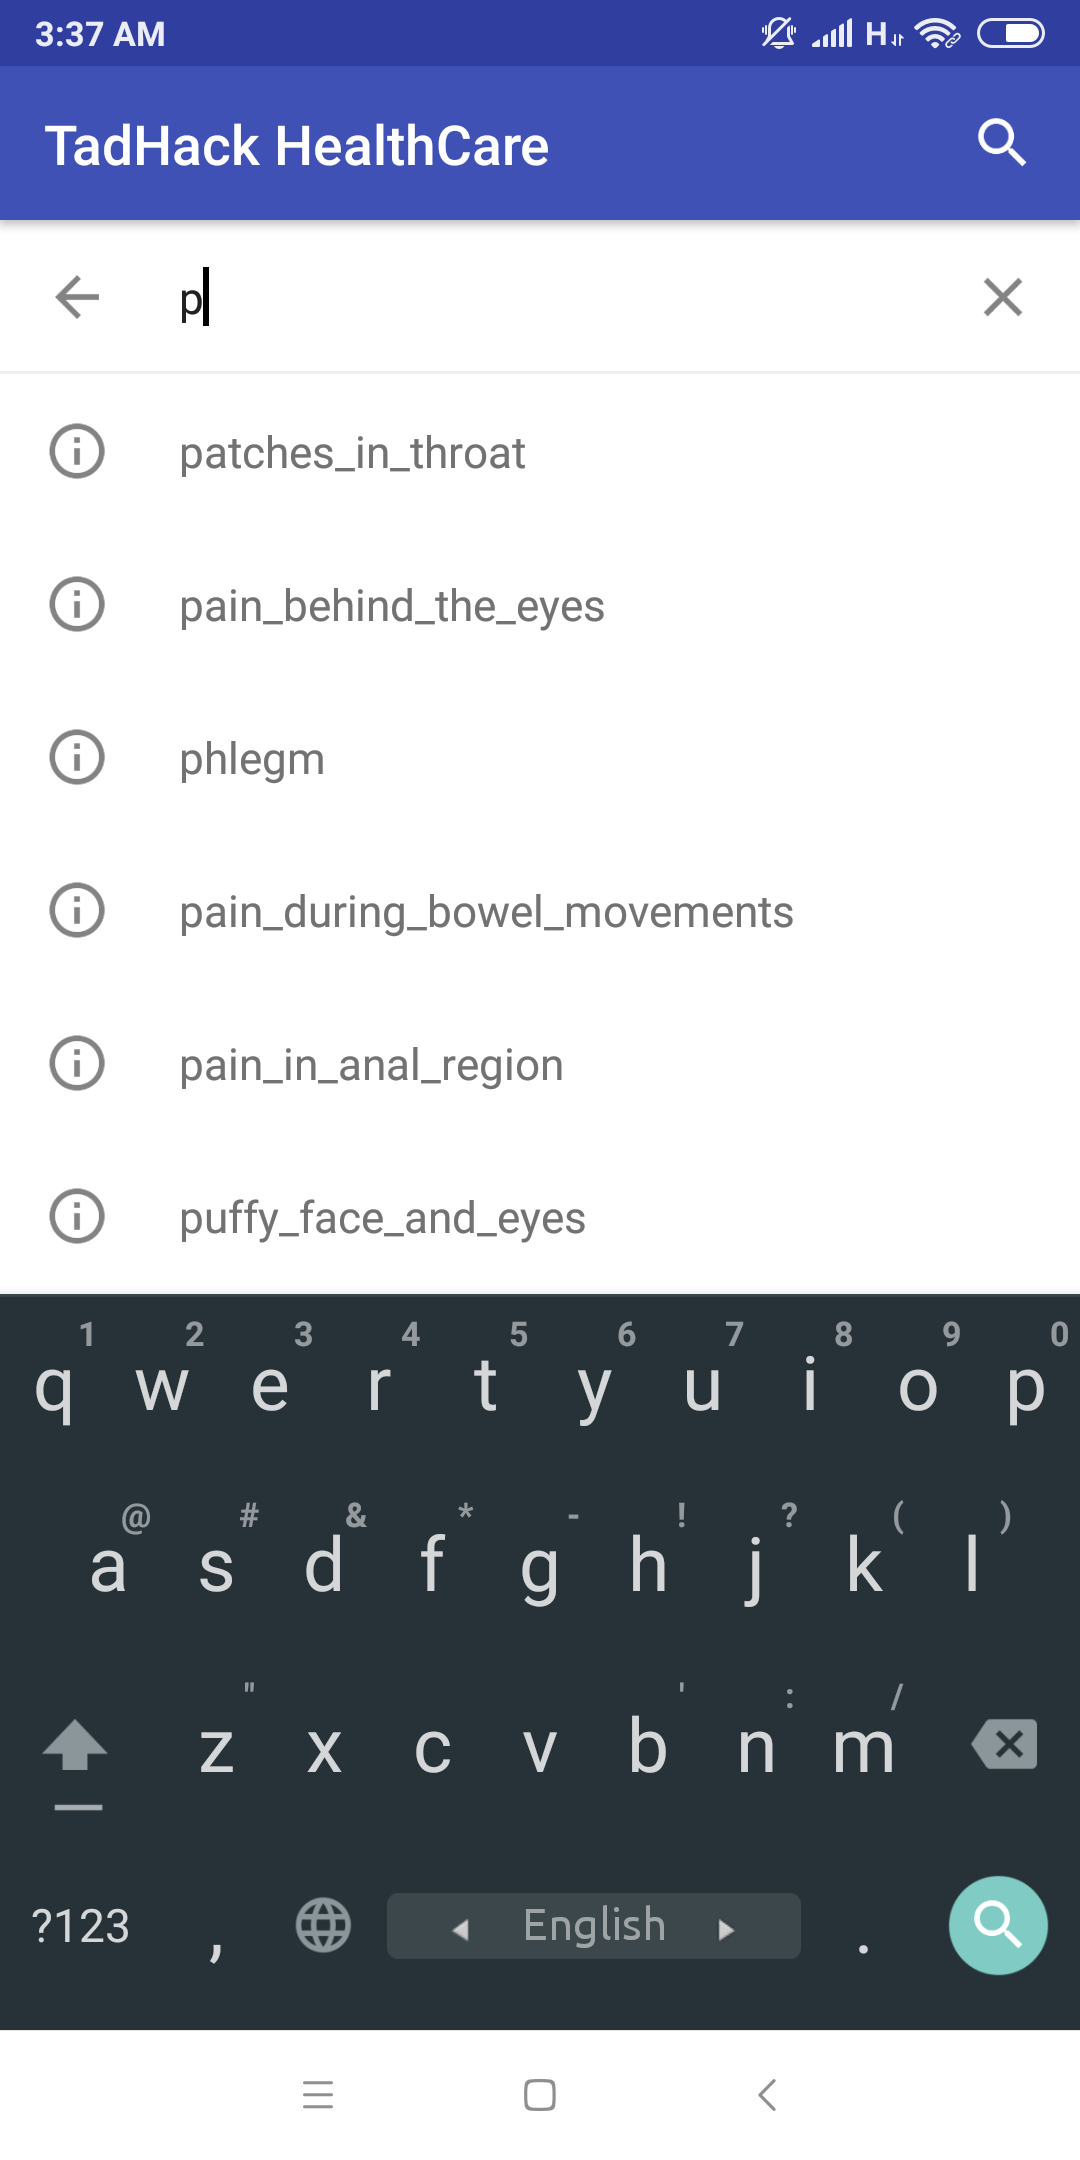 3:37 AM H
TadHack HealthCare
p
patches_in_throat
pain_behind_the_eyes
phlegm
pain_during_bowel_movements
pain_in_anal_region
puffy_face_and_eyes
1 2 3 4 5 6 7 8 9 0
q w e r t y u i o p
@ # & * - ! ? ( )
a s d f g h j k l
" ' : /
z x c v b n m
?123 , English .